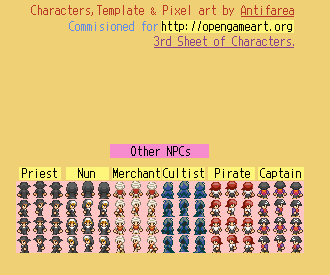 Characters, Template & Pixel art by Antifarea
Commisioned for http://opengameart.org
3rd Sheet of Characters.
Other NPCs
Priest Nun Merchant Cultist Pirate Captain